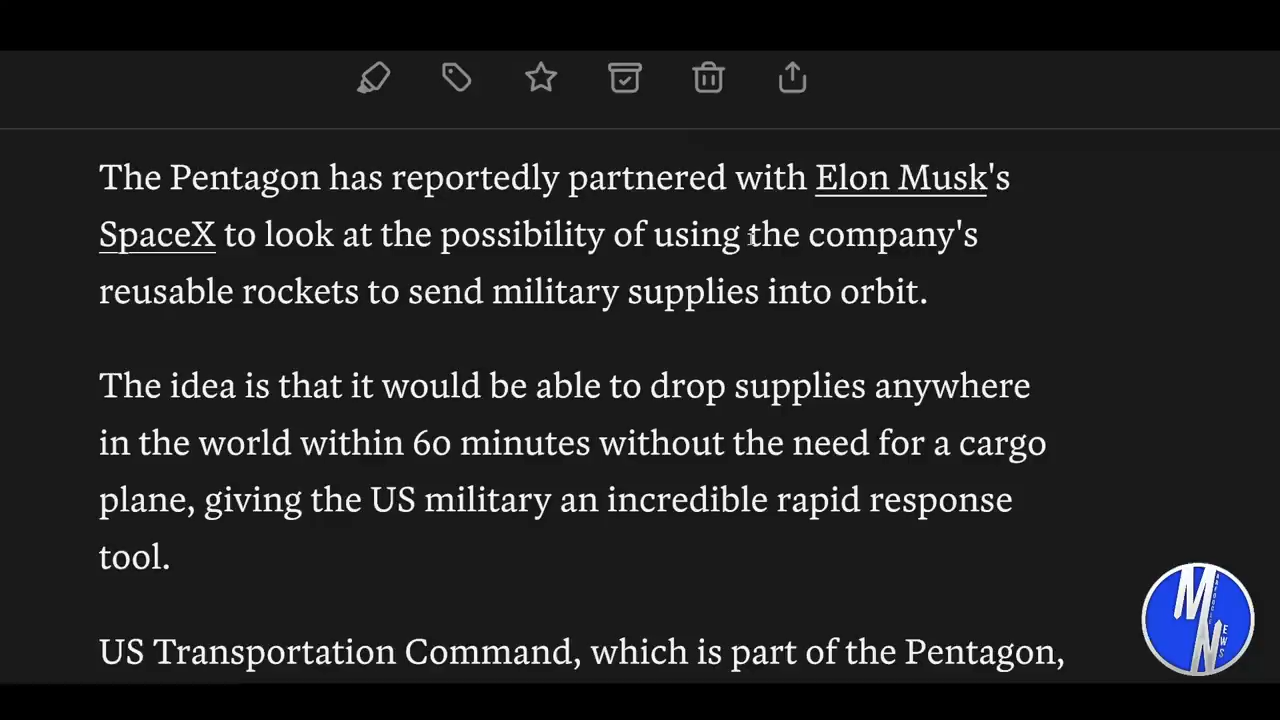 The Pentagon has reportedly partnered with Elon Musk's
SpaceX to look at the possibility of using the company's
reusable rockets to send military supplies into orbit.
The idea is that it would be able to drop supplies anywhere
in the world within 60 minutes without the need for a cargo
plane, giving the US military an incredible rapid response
tool.
US Transportation Command, which is part of the Pentagon,
MN